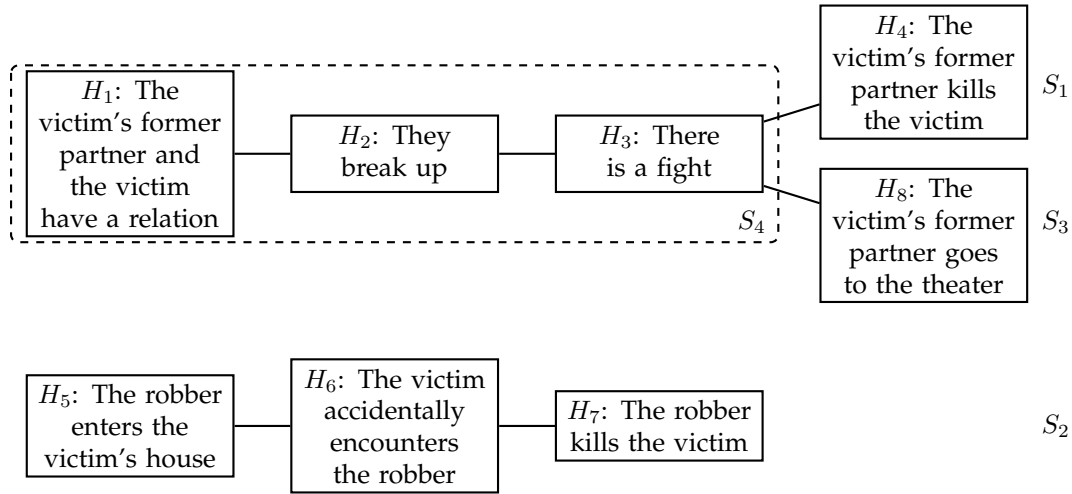 H₁: The
victim's former
partner and
the victim
have a relation
H₂: They
break up
H₃: There
is a fight
S₄
H₄: The
victim's former
partner kills
the victim
S₁
H₈: The
victim's former
partner goes
to the theater
S₃
H₅: The robber
enters the
victim's house
H₆: The victim
accidentally
encounters
the robber
H₇: The robber
kills the victim
S₂